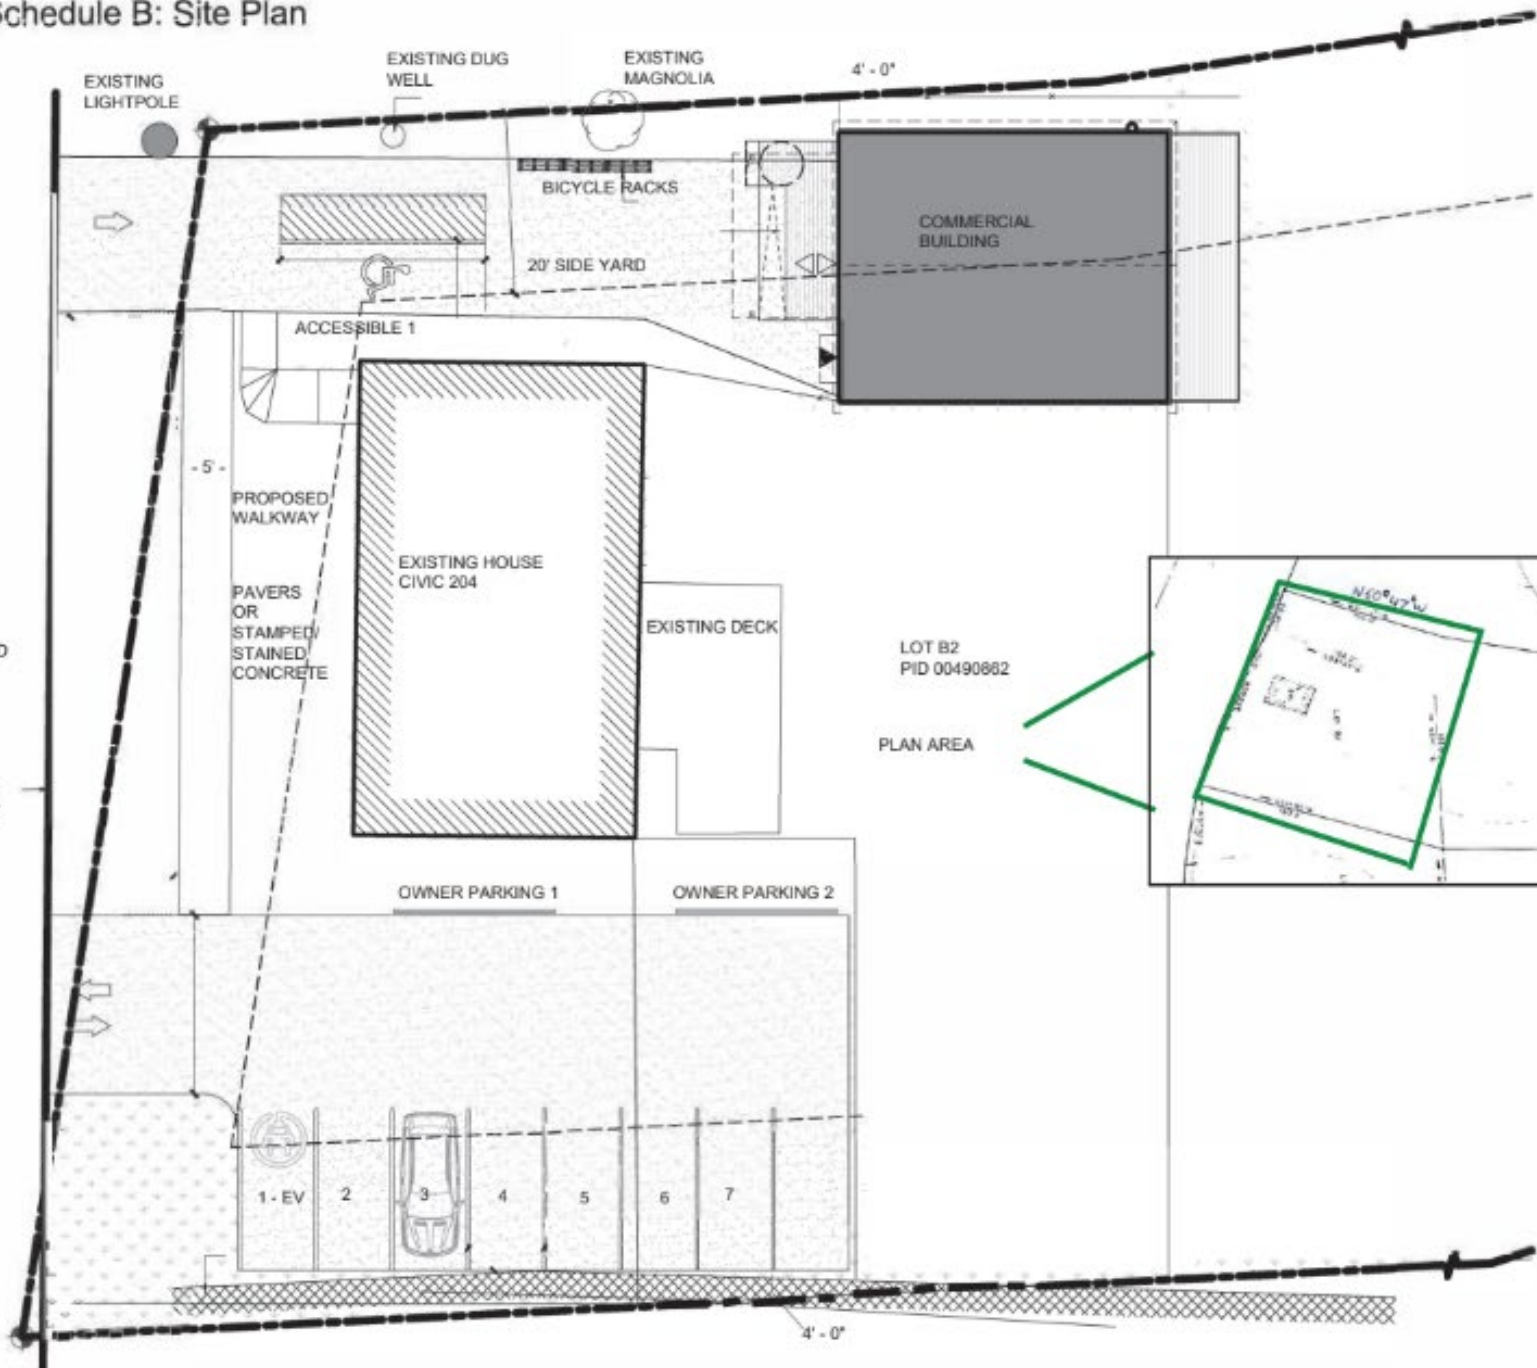 Schedule B: Site Plan
EXISTING
LIGHTPOLE
EXISTING DUG
WELL
EXISTING
MAGNOLIA
4' - 0"
BICYCLE RACKS
COMMERCIAL
BUILDING
20' SIDE YARD
ACCESSIBLE 1
- 5' -
PROPOSED
WALKWAY
EXISTING HOUSE
CIVIC 204
PAVERS
OR
STAMPED/
STAINED
CONCRETE
EXISTING DECK
LOT B2
PID 00490862
PLAN AREA
OWNER PARKING 1
OWNER PARKING 2
1 - EV
2
3
4
5
6
7
4' - 0"